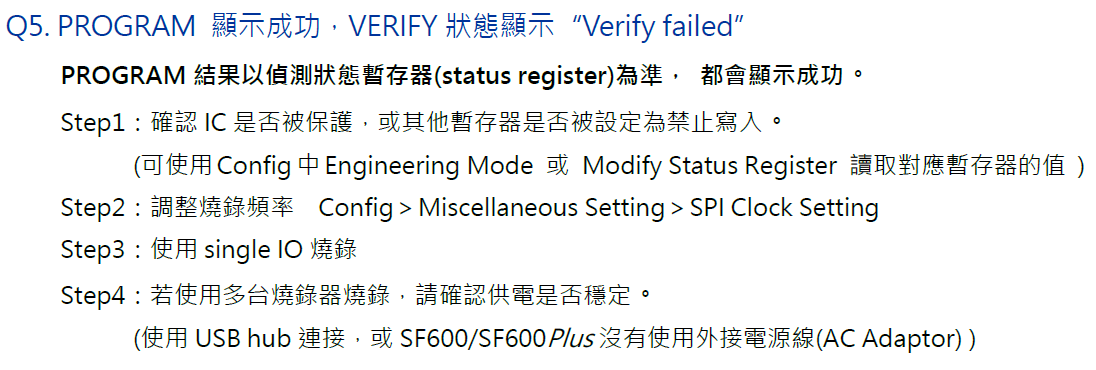 Q5. PROGRAM 顯示成功，VERIFY 狀態顯示 “Verify failed”
PROGRAM 結果以偵測狀態暫存器(status register)為準， 都會顯示成功。
Step1：確認 IC 是否被保護，或其他暫存器是否被設定為禁止寫入。
(可使用 Config 中 Engineering Mode 或 Modify Status Register 讀取對應暫存器的值 )
Step2：調整燒錄頻率 Config > Miscellaneous Setting > SPI Clock Setting
Step3：使用 single IO 燒錄
Step4：若使用多台燒錄器燒錄，請確認供電是否穩定。
(使用 USB hub 連接，或 SF600/SF600Plus 沒有使用外接電源線(AC Adaptor) )